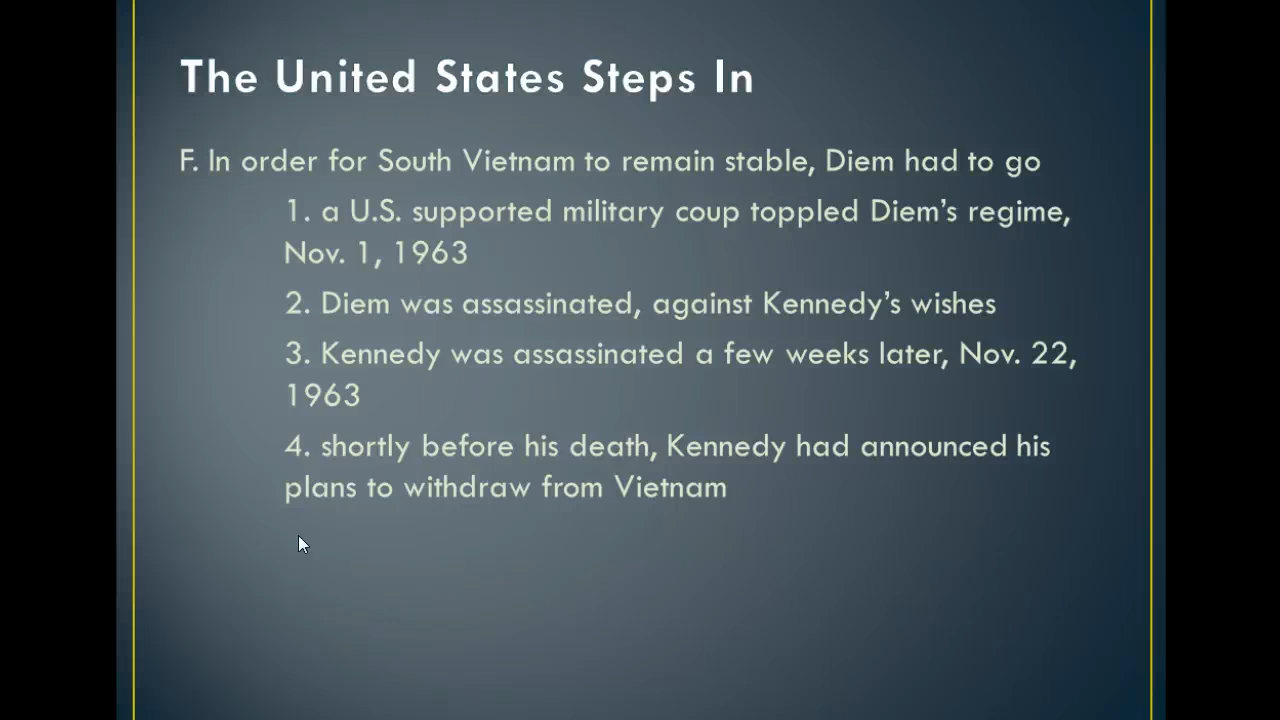 The United States Steps In
F. In order for South Vietnam to remain stable, Diem had to go
1. a U.S. supported military coup toppled Diem’s regime,
Nov. 1, 1963
2. Diem was assassinated, against Kennedy’s wishes
3. Kennedy was assassinated a few weeks later, Nov. 22,
1963
4. shortly before his death, Kennedy had announced his
plans to withdraw from Vietnam